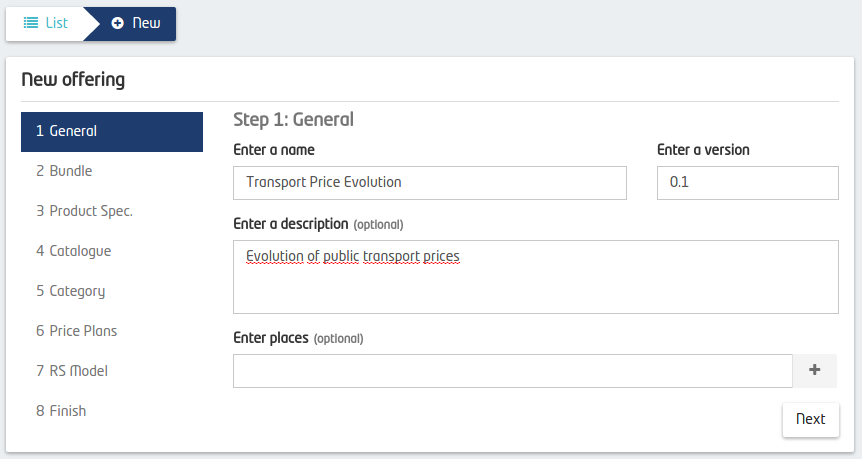 List
New
New offering
1 General
2 Bundle
3 Product Spec.
4 Catalogue
5 Category
6 Price Plans
7 RS Model
8 Finish
Step 1: General
Enter a name
Enter a version
Transport Price Evolution
0.1
Enter a description (optional)
Evolution of public transport prices
Enter places (optional)
Next